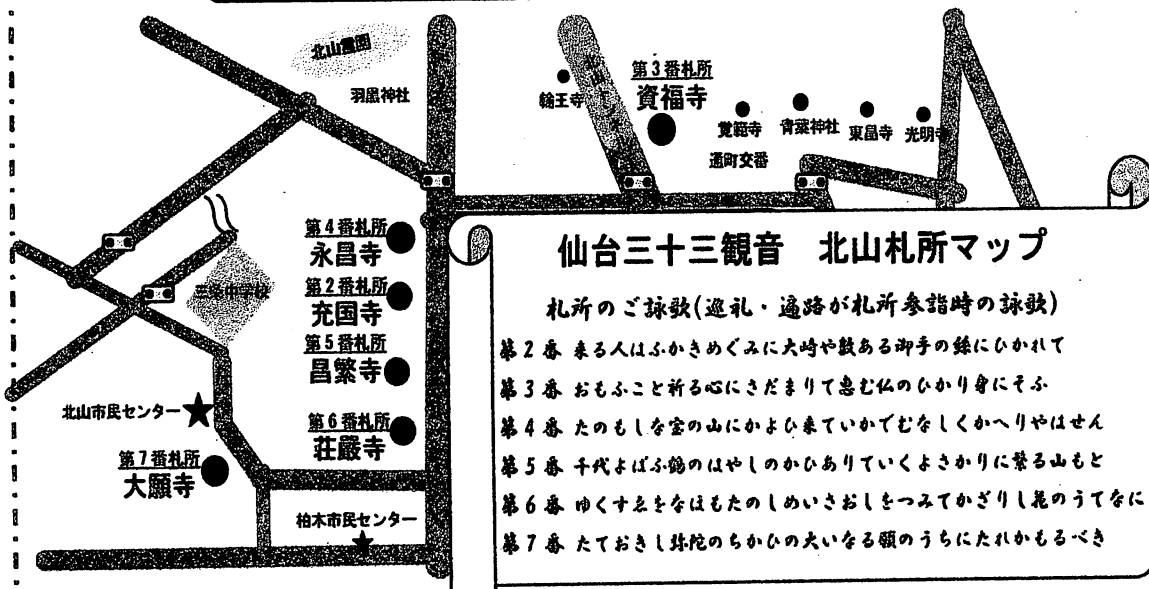 北山霊園
羽黒神社
輪王寺
北山トンネル
第3番札所
資福寺
覚範寺
青葉神社
東昌寺
光明寺
通町交番
第4番札所
永昌寺
第2番札所
充国寺
第5番札所
昌繁寺
第6番札所
荘厳寺
三条中学校
北山市民センター
第7番札所
大願寺
柏木市民センター
仙台三十三観音 北山札所マップ
札所のご詠歌(巡礼・遍路が札所参詣時の詠歌)
第2番 来る人はふかきめぐみに大崎や数ある御手の絲にひかれて
第3番 おもふこと祈る心にさだまりて恵む仏のひかり身にそふ
第4番 たのもしな宝の山にかよひ来ていかでむなしくかへりやはせん
第5番 千代よばふ鶴のはやしのかひありていくよさかりに繁る山もと
第6番 ゆくすゑをなほもたのしめいさおしをつみてかざりし花のうてなに
第7番 たておきし弥陀のちかひの大いなる願のうちにたれかもるべき